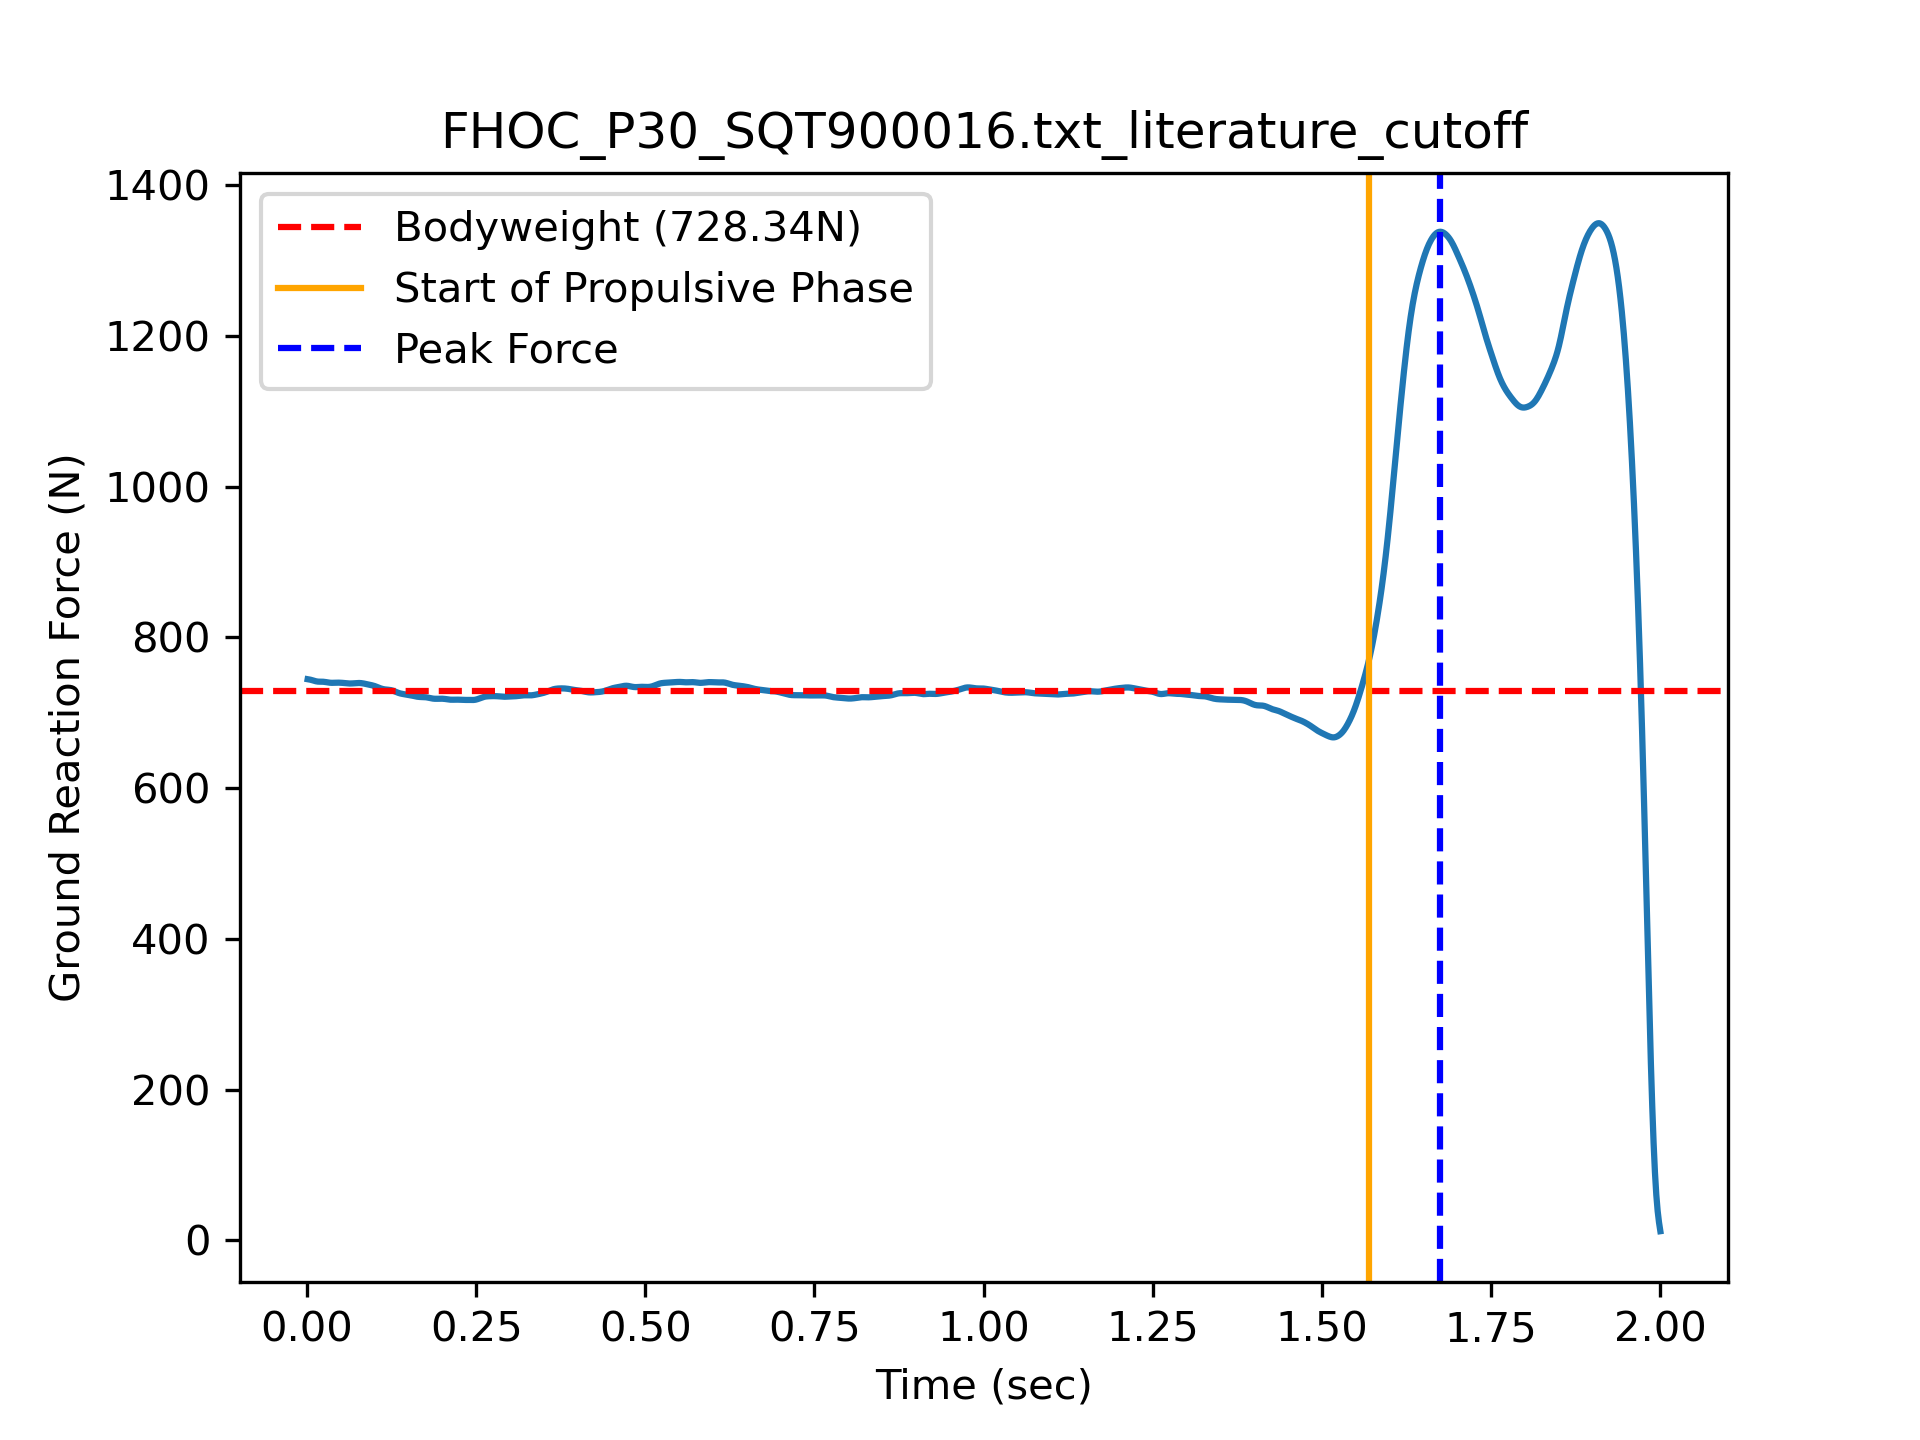 FHOC_P30_SQT900016.txt_literature_cutoff
1400
1200
1000
800
600
400
200
0
Ground Reaction Force (N)
Bodyweight (728.34N)
Start of Propulsive Phase
Peak Force
0.00 0.25 0.50 0.75 1.00 1.25 1.50 1.75 2.00
Time (sec)